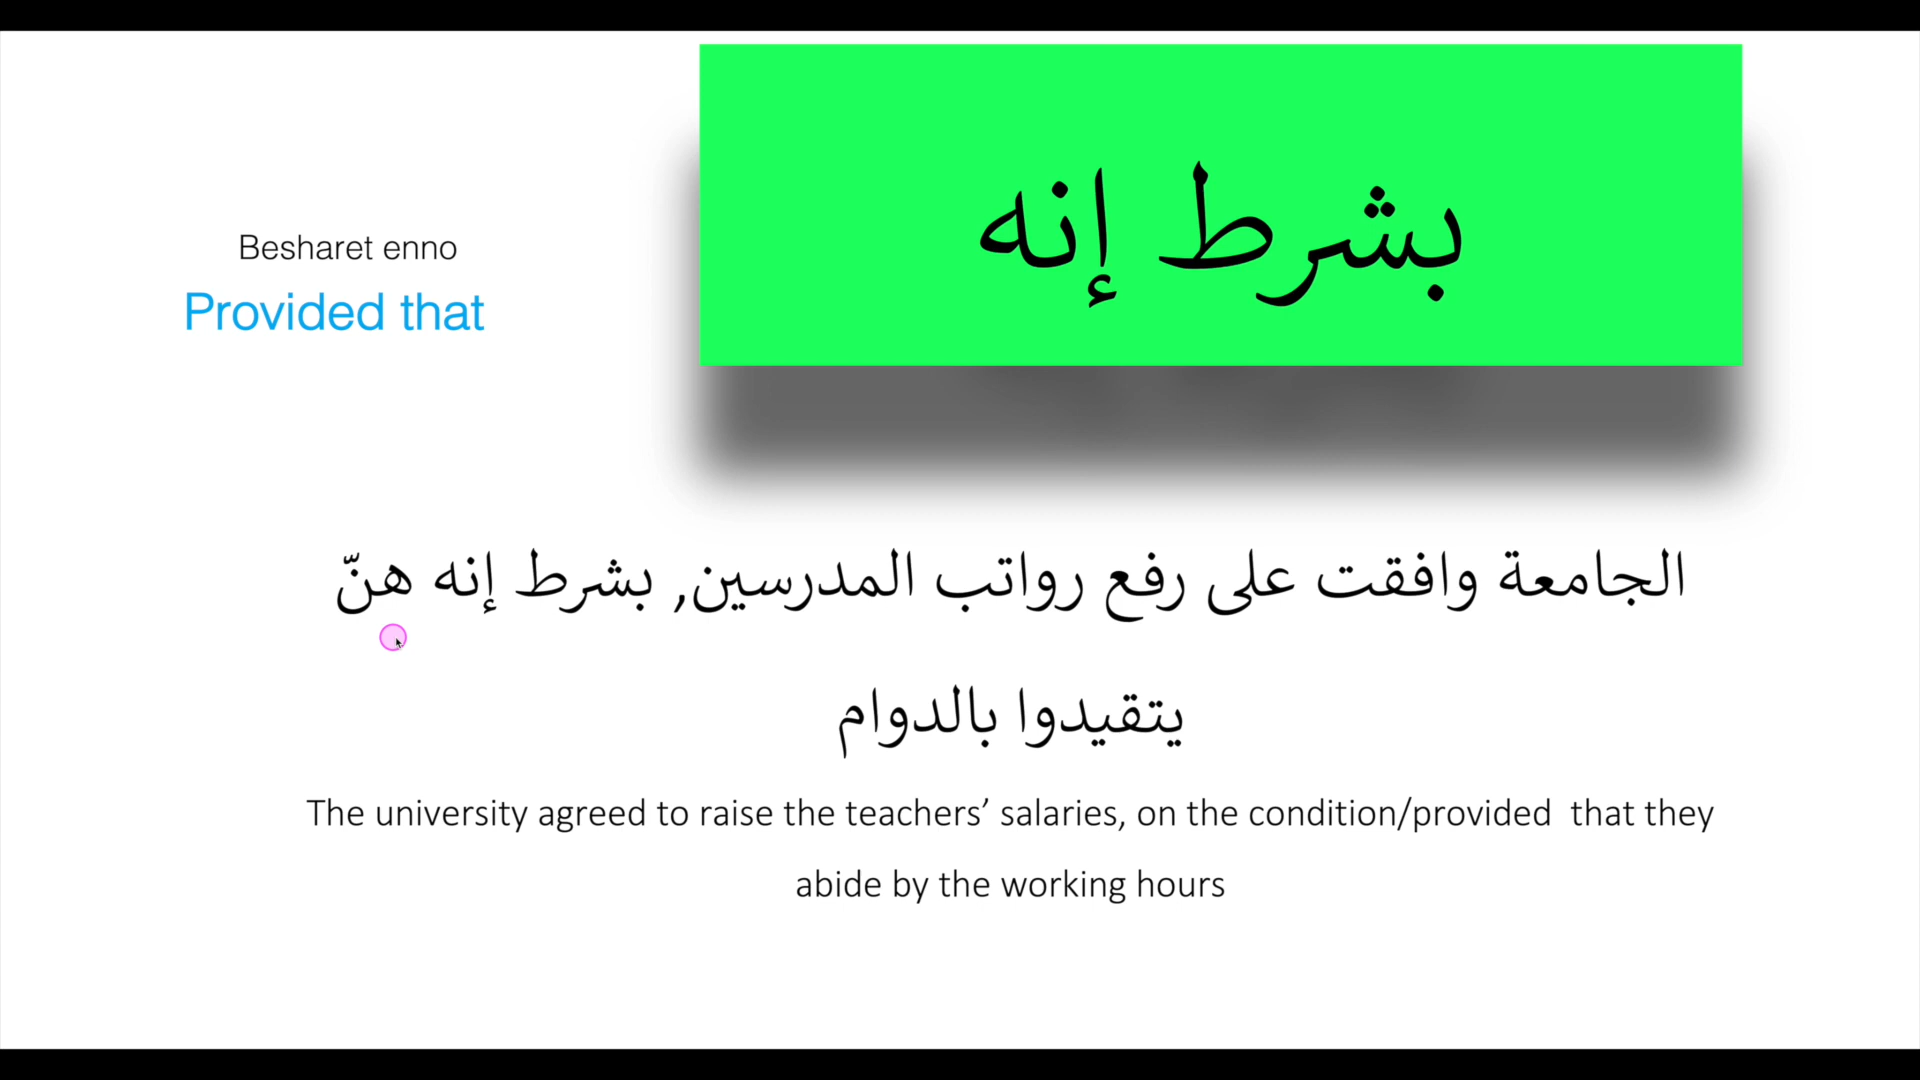 بشرط إنه
Besharet enno
Provided that
الجامعة وافقت على رفع رواتب المدرسين, بشرط إنه هنّ
يتقيدوا بالدوام
The university agreed to raise the teachers’ salaries, on the condition/provided  that they
abide by the working hours